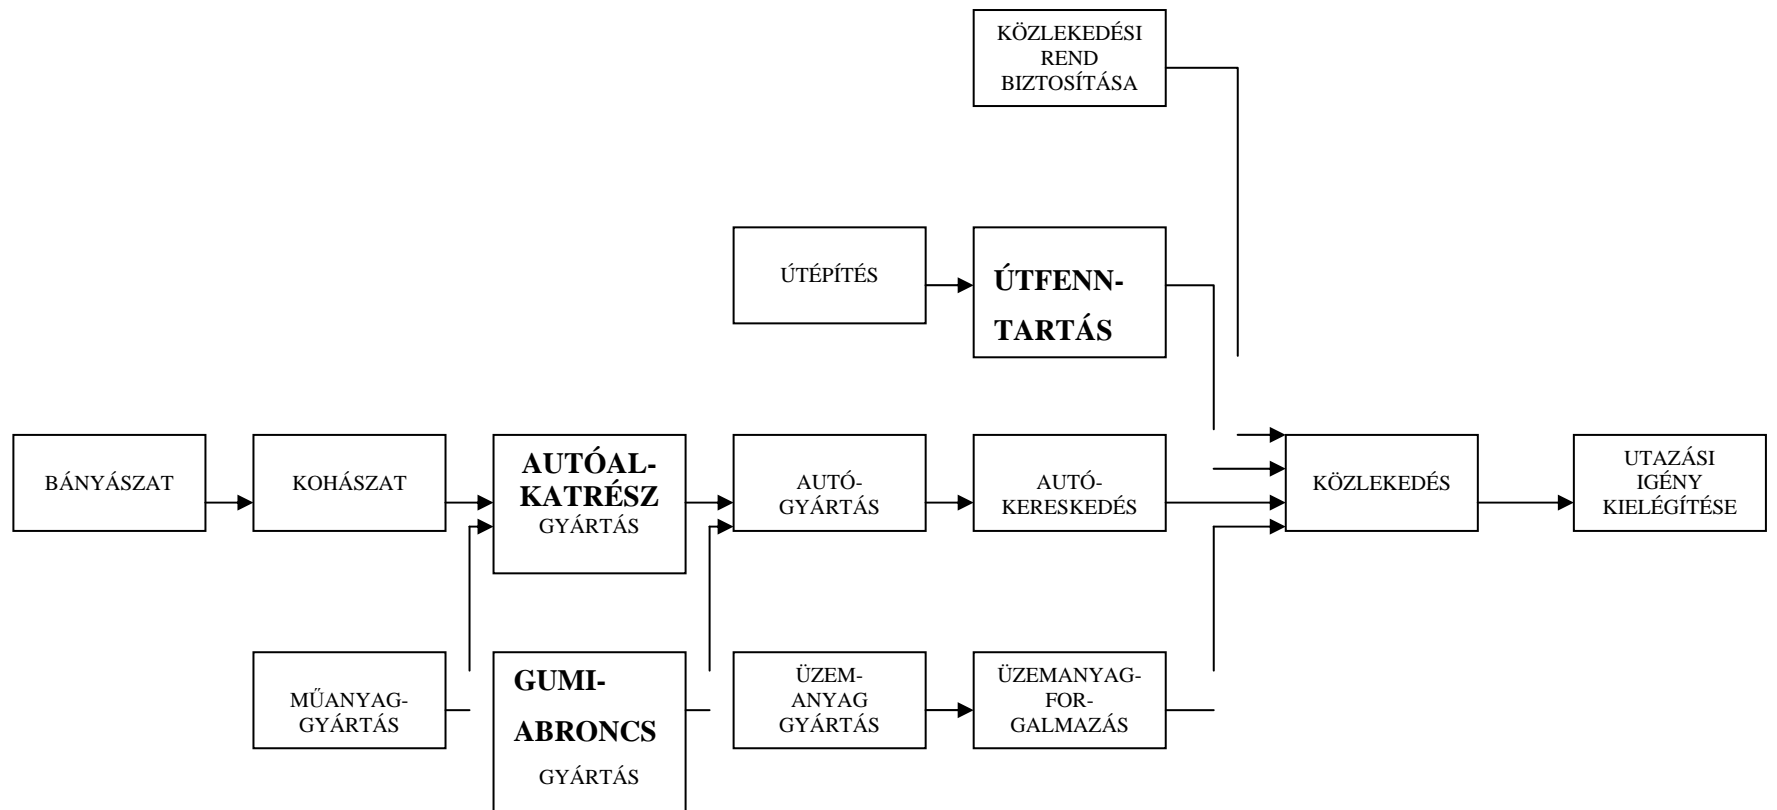 KÖZLEKEDÉSI
REND
BIZTOSÍTÁSA
ÚTÉPÍTÉS
ÚTFENN-
TARTÁS
BÁNYÁSZAT
KOHÁSZAT
AUTÓAL-
KATRÉSZ
GYÁRTÁS
AUTÓ-
GYÁRTÁS
AUTÓ-
KERESKEDÉS
KÖZLEKEDÉS
UTAZÁSI
IGÉNY
KIELÉGÍTÉSE
MŰANYAG-
GYÁRTÁS
GUMI-
ABRONCS
GYÁRTÁS
ÜZEM-
ANYAG
GYÁRTÁS
ÜZEMANYAG-
FOR-
GALMAZÁS